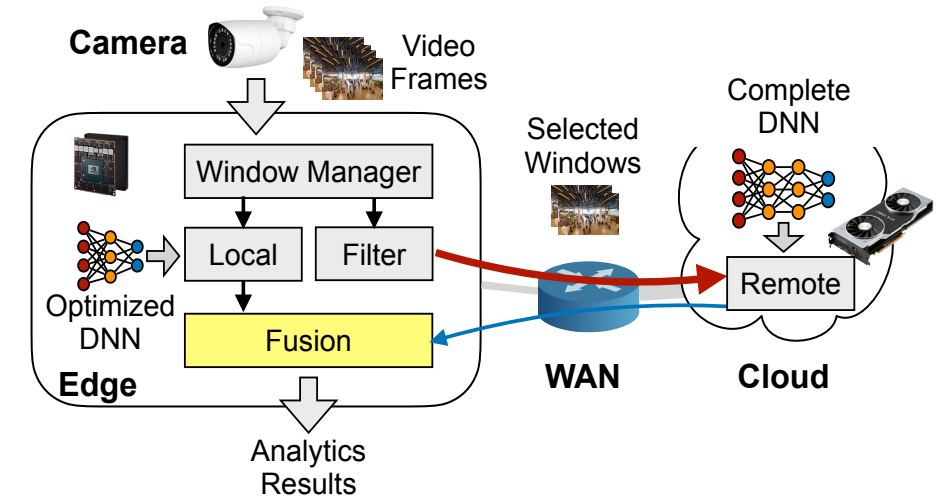 Camera
Video
Frames
Complete
DNN
Selected
Windows
Window Manager
Local
Filter
Remote
Optimized
DNN
Fusion
Edge
WAN
Cloud
Analytics
Results